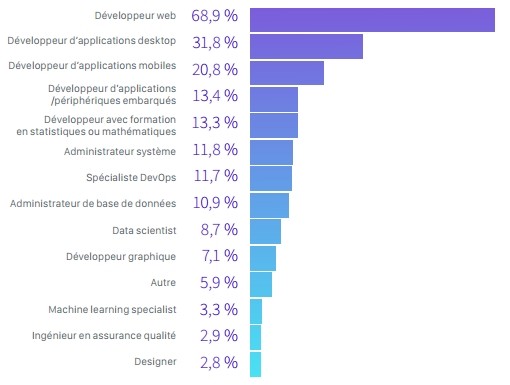 Développeur web 68,9 %
Développeur d'applications desktop 31,8 %
Développeur d'applications mobiles 20,8 %
Développeur d'applications
/périphériques embarqués 13,4 %
Développeur avec formation
en statistiques ou mathématiques 13,3 %
Administrateur système 11,8 %
Spécialiste DevOps 11,7 %
Administrateur de base de données 10,9 %
Data scientist 8,7 %
Développeur graphique 7,1 %
Autre 5,9 %
Machine learning specialist 3,3 %
Ingénieur en assurance qualité 2,9 %
Designer 2,8 %